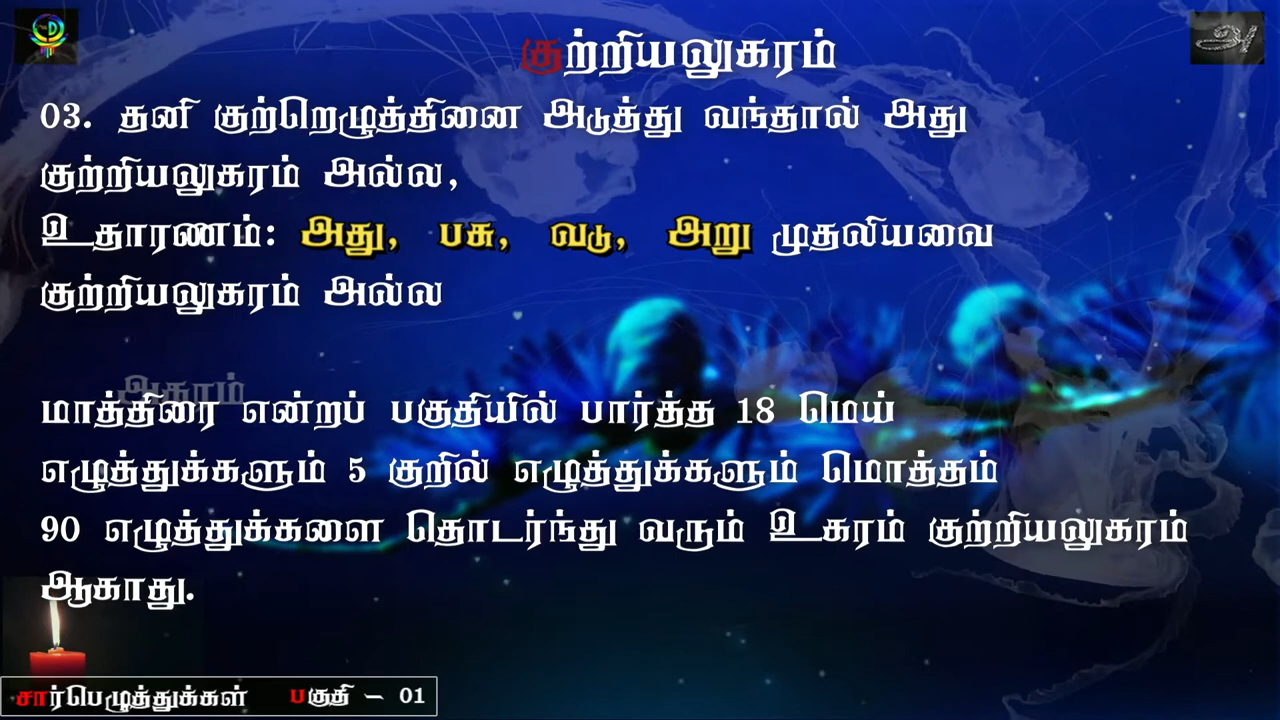 குற்றியலுகரம்
03. தனி குற்றெழுத்தினை அடுத்து வந்தால் அது
குற்றியலுகரம் அல்ல,
உதாரணம்: அது, பசு, வடு, அறு முதலியவை
குற்றியலுகரம் அல்ல
அகரம்
மாத்திரை என்றப் பகுதியில் பார்த்த 18 மெய்
எழுத்துக்களும் 5 குறில் எழுத்துக்களும் மொத்தம்
90 எழுத்துக்களை தொடர்ந்து வரும் உகரம் குற்றியலுகரம்
ஆகாது.
சார்பெழுத்துக்கள் பகுதி - 01
அ
D